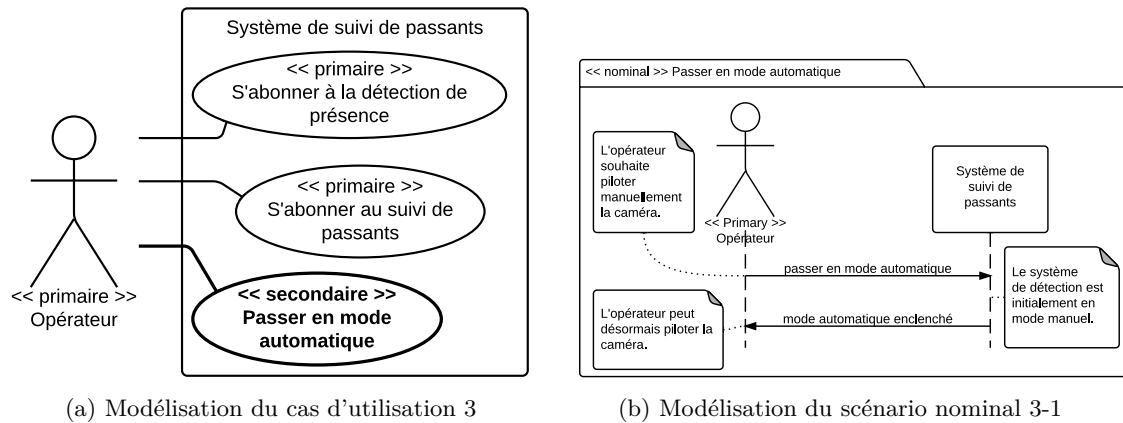 Système de suivi de passants
<< primaire >>
S'abonner à la détection de
présence
<< primaire >>
S'abonner au suivi de
passants
<< secondaire >>
Passer en mode
automatique
<< primaire >>
Opérateur
(a) Modélisation du cas d'utilisation 3
<< nominal >> Passer en mode automatique
L'opérateur
souhaite
piloter
manuellement
la caméra.
<< Primary >>
Opérateur
Système de
suivi de
passants
passer en mode automatique
Le système
de détection est
initialement en
mode manuel.
L'opérateur peut
désormais piloter la
caméra.
mode automatique enclenché
(b) Modélisation du scénario nominal 3-1